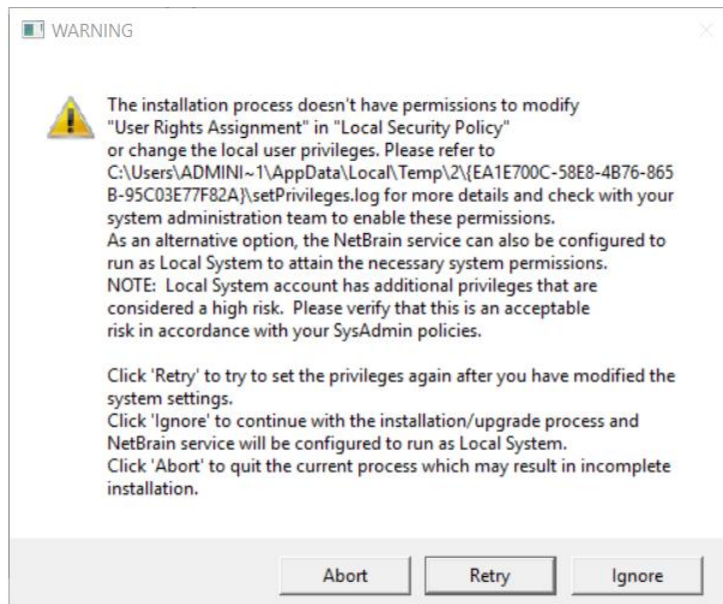 WARNING
The installation process doesn't have permissions to modify
"User Rights Assignment" in "Local Security Policy"
or change the local user privileges. Please refer to
C:\Users\ADMINI~1\AppData\Local\Temp\2\{EA1E700C-58E8-4B76-865
B-95C03E77F82A}\setPrivileges.log for more details and check with your
system administration team to enable these permissions.
As an alternative option, the NetBrain service can also be configured to
run as Local System to attain the necessary system permissions.
NOTE:  Local System account has additional privileges that are
considered a high risk.  Please verify that this is an acceptable
risk in accordance with your SysAdmin policies.
Click 'Retry' to try to set the privileges again after you have modified the
system settings.
Click 'Ignore' to continue with the installation/upgrade process and
NetBrain service will be configured to run as Local System.
Click 'Abort' to quit the current process which may result in incomplete
installation.
Abort
Retry
Ignore